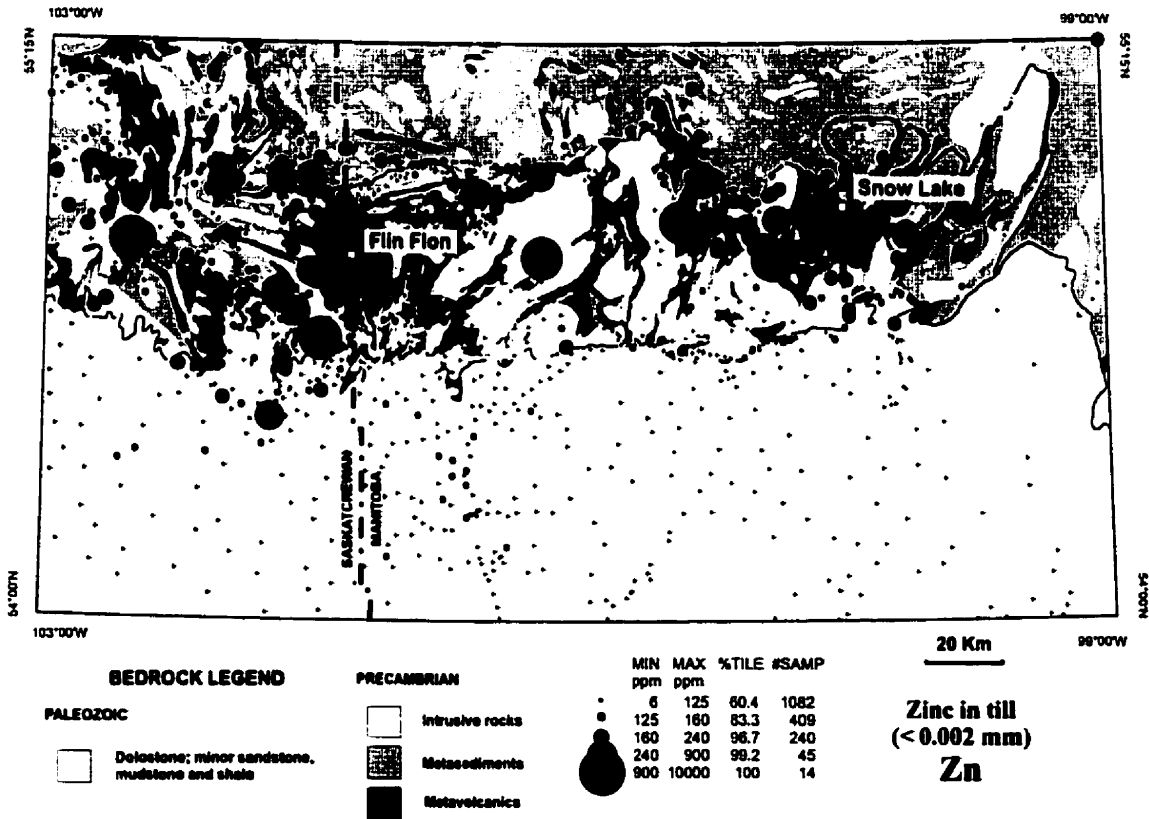 103°00'W
99°00'W
55°15'N
55°15'N
Snow Lake
Flin Flon
SASKATCHEWAN
MANITOBA
54°00'N
54°00'N
103°00'W
99°00'W
20 Km
BEDROCK LEGEND
PALEOZOIC
Dolostone; minor sandstone,
mudstone and shale
PRECAMBRIAN
Intrusive rocks
Metasediments
Metavolcanics
MIN MAX %TILE #SAMP
ppm ppm
6 125 60.4 1082
125 160 83.3 409
160 240 96.7 240
240 900 99.2 45
900 10000 100 14
Zinc in till
(< 0.002 mm)
Zn